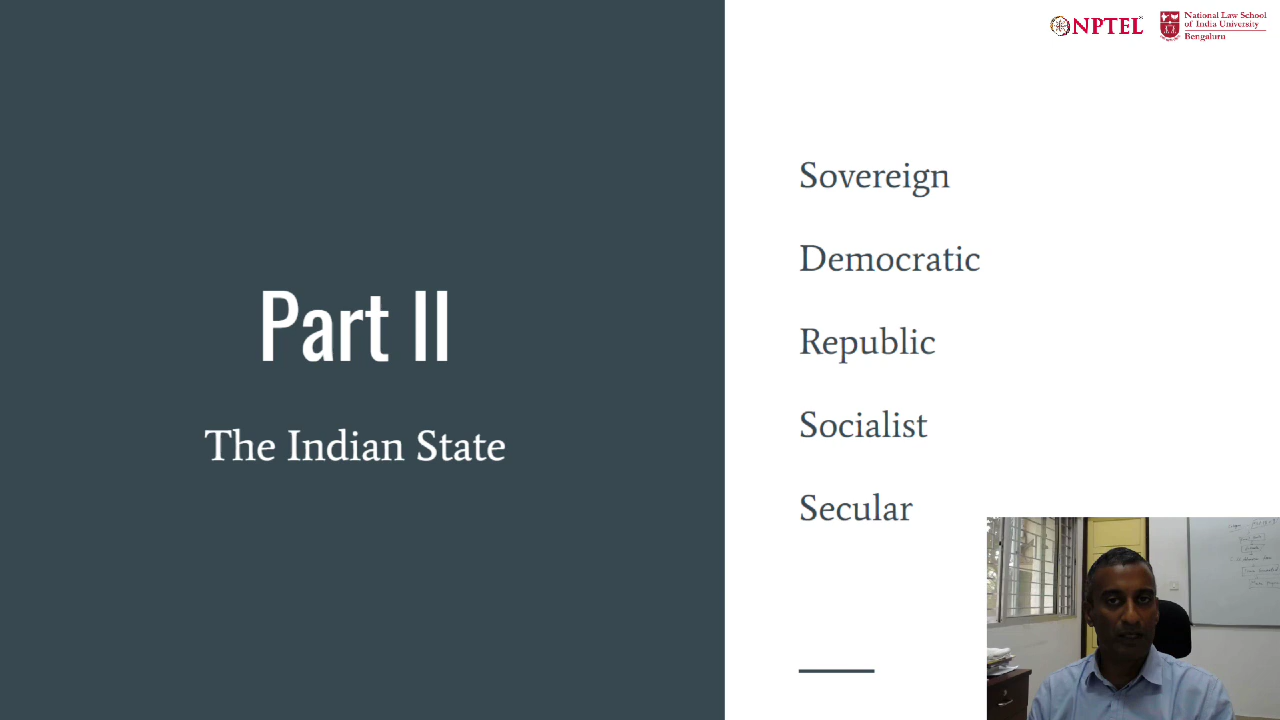 NPTEL
National Law School
of India University
Bengaluru
Part II
The Indian State
Sovereign
Democratic
Republic
Socialist
Secular